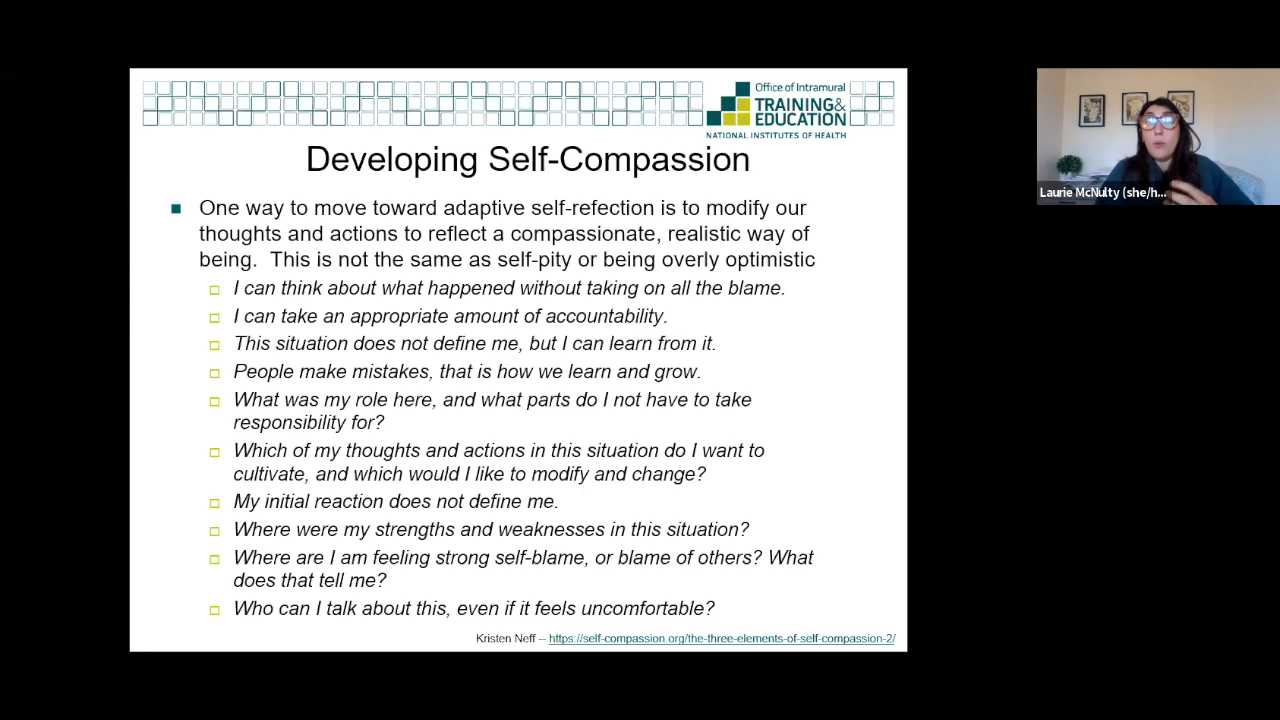 Office of Intramural
TRAINING&
EDUCATION
NATIONAL INSTITUTES OF HEALTH
Developing Self-Compassion
One way to move toward adaptive self-refection is to modify our
thoughts and actions to reflect a compassionate, realistic way of
being.  This is not the same as self-pity or being overly optimistic
I can think about what happened without taking on all the blame.
I can take an appropriate amount of accountability.
This situation does not define me, but I can learn from it.
People make mistakes, that is how we learn and grow.
What was my role here, and what parts do I not have to take
responsibility for?
Which of my thoughts and actions in this situation do I want to
cultivate, and which would I like to modify and change?
My initial reaction does not define me.
Where were my strengths and weaknesses in this situation?
Where are I am feeling strong self-blame, or blame of others? What
does that tell me?
Who can I talk about this, even if it feels uncomfortable?
Kristen Neff -- https://self-compassion.org/the-three-elements-of-self-compassion-2/
Laurie McNulty (she/h...